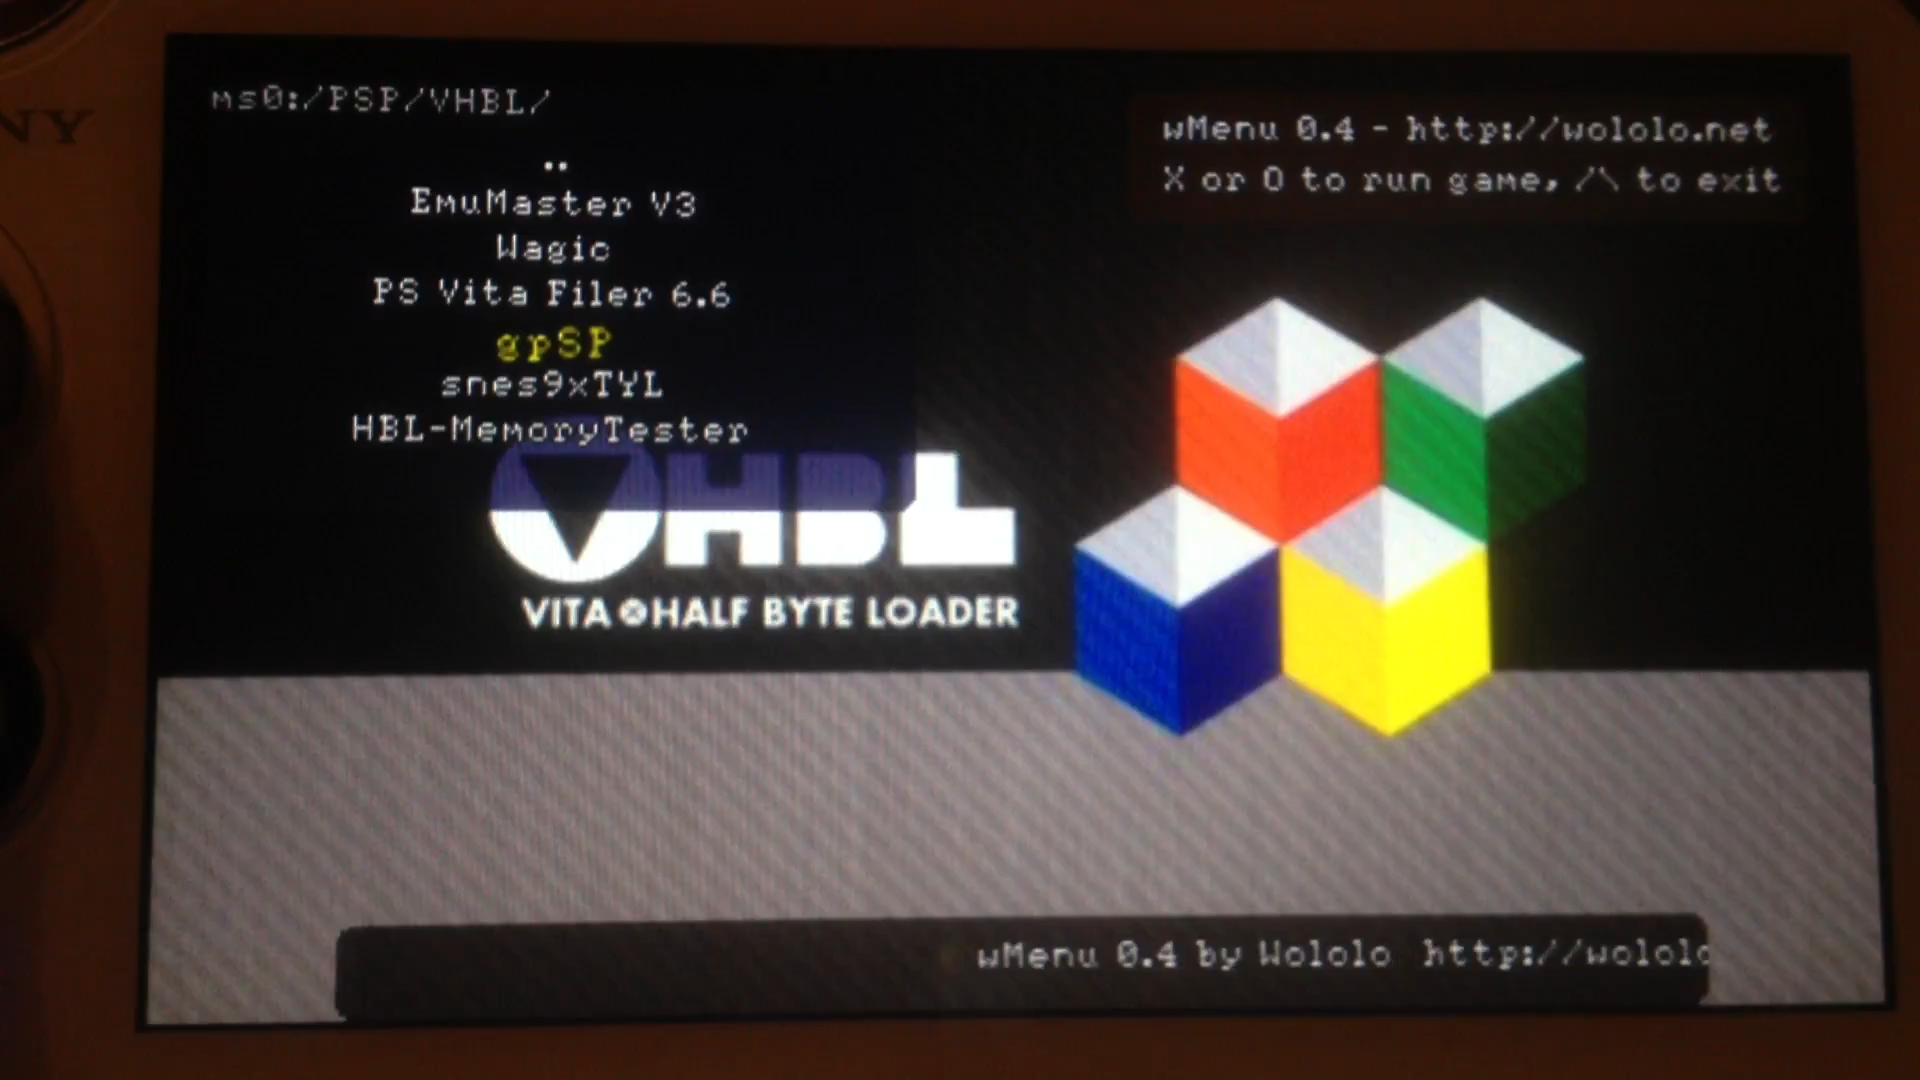 ms0:/PSP/VHBL/
..
EmuMaster V3
Wagic
PS Vita Filer 6.6
gpSP
snes9xTYL
HBL-MemoryTester
wMenu 0.4 - http://wololo.net
X or O to run game, /\ to exit
VHBL
VITA HALF BYTE LOADER
wMenu 0.4 by Wololo http://wololo
NY